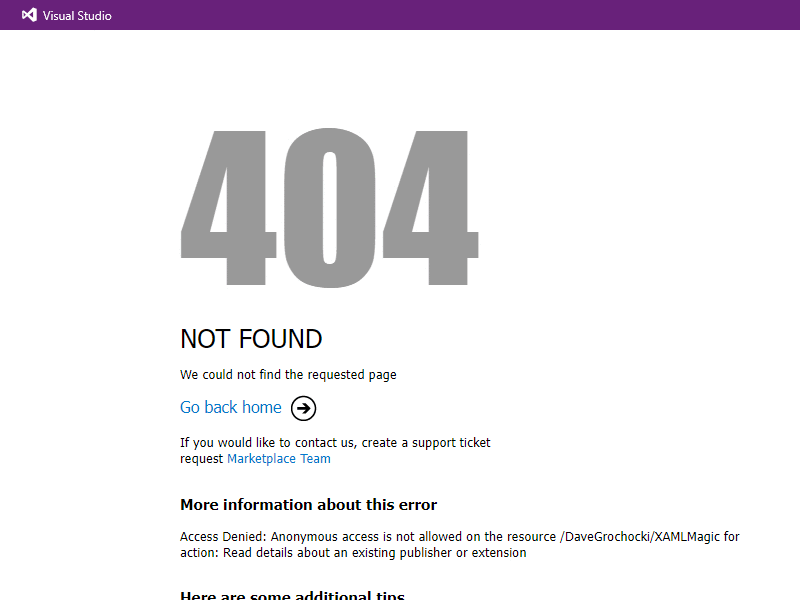 Visual Studio
404
NOT FOUND
We could not find the requested page
Go back home
If you would like to contact us, create a support ticket
request Marketplace Team
More information about this error
Access Denied: Anonymous access is not allowed on the resource /DaveGrochocki/XAMLMagic for
action: Read details about an existing publisher or extension
Here are some additional tips